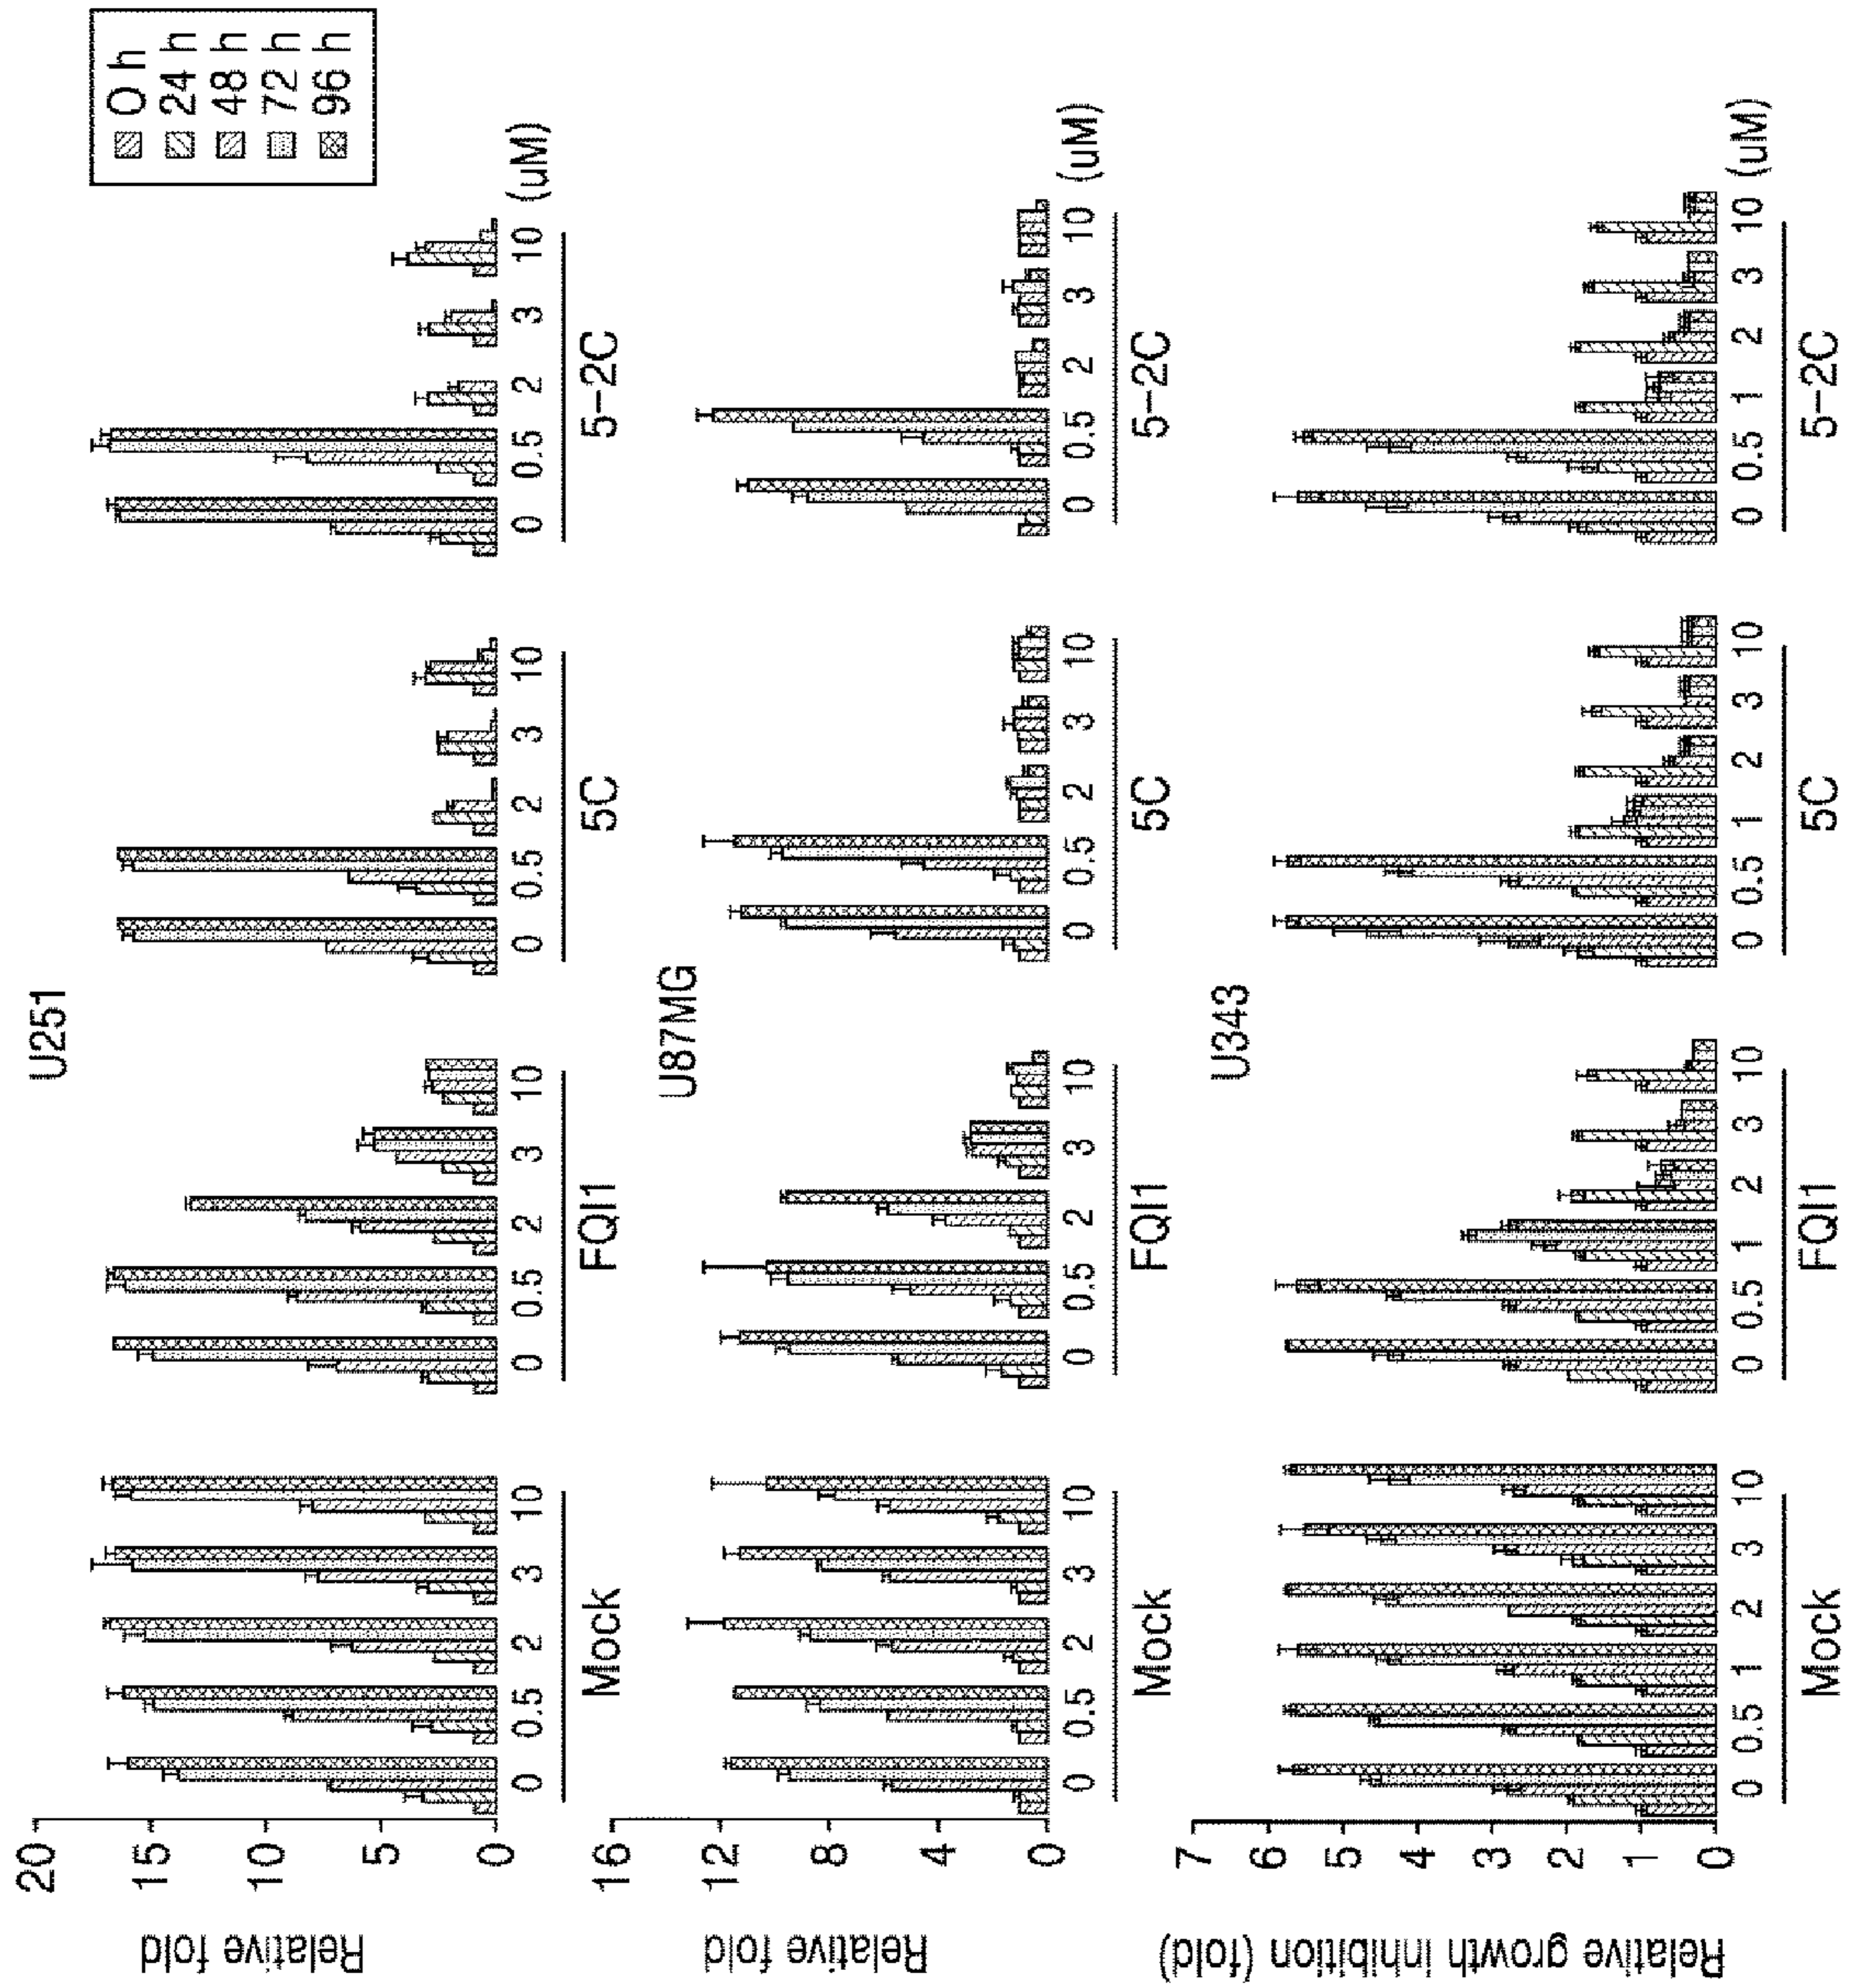 U251
0 h
24 h
48 h
72 h
96 h
Relative fold
20
15
10
5
0
0 0.5 2 3 10 0 0.5 2 3 10 0 0.5 2 3 10 0 0.5 2 3 10 (uM)
Mock FQI1 5C 5-2C
U87MG
Relative fold
16
12
8
4
0
0 0.5 2 3 10 0 0.5 2 3 10 0 0.5 2 3 10 0 0.5 2 3 10 (uM)
Mock FQI1 5C 5-2C
U343
Relative growth inhibition (fold)
7
6
5
4
3
2
1
0
0 0.5 1 2 3 10 0 0.5 1 2 3 10 0 0.5 1 2 3 10 0 0.5 1 2 3 10 (uM)
Mock FQI1 5C 5-2C